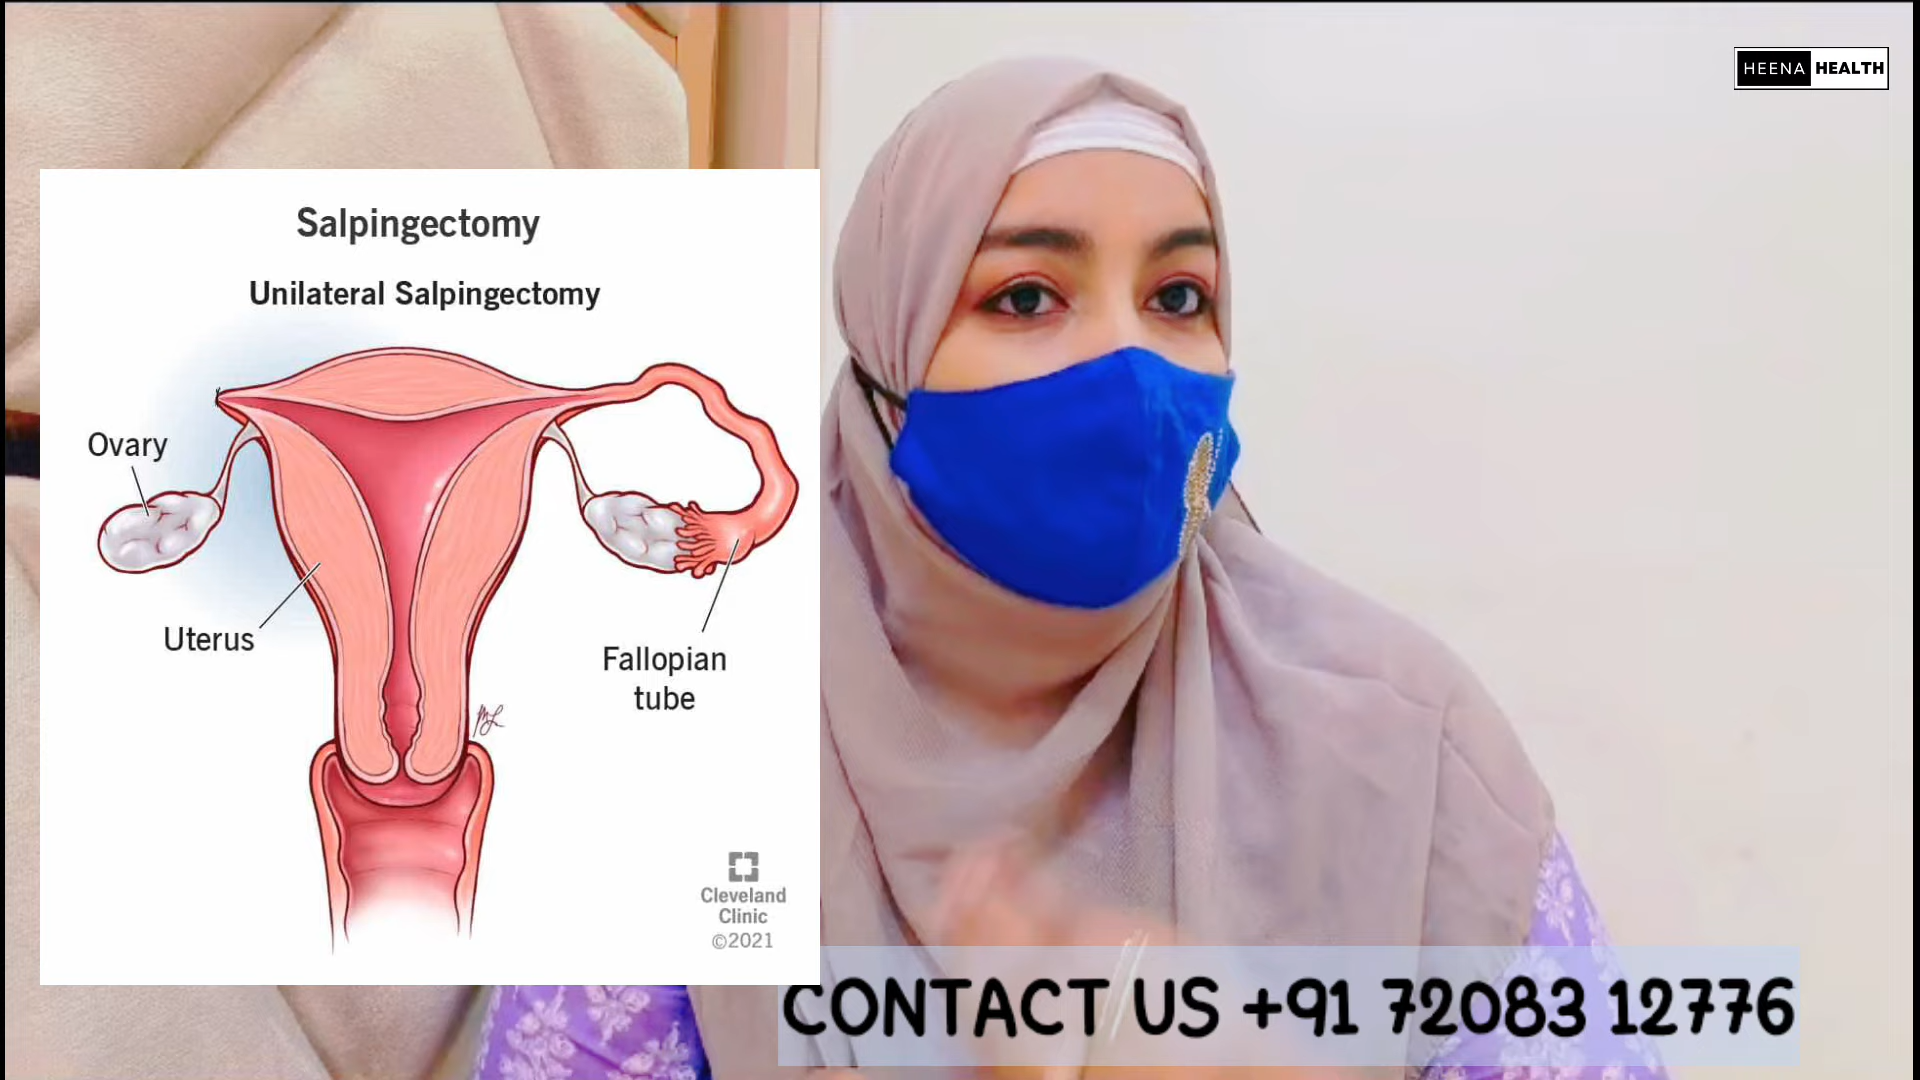 HEENA HEALTH
Salpingectomy
Unilateral Salpingectomy
Ovary
Uterus
Fallopian
tube
Cleveland
Clinic
©2021
CONTACT US +91 72083 12776